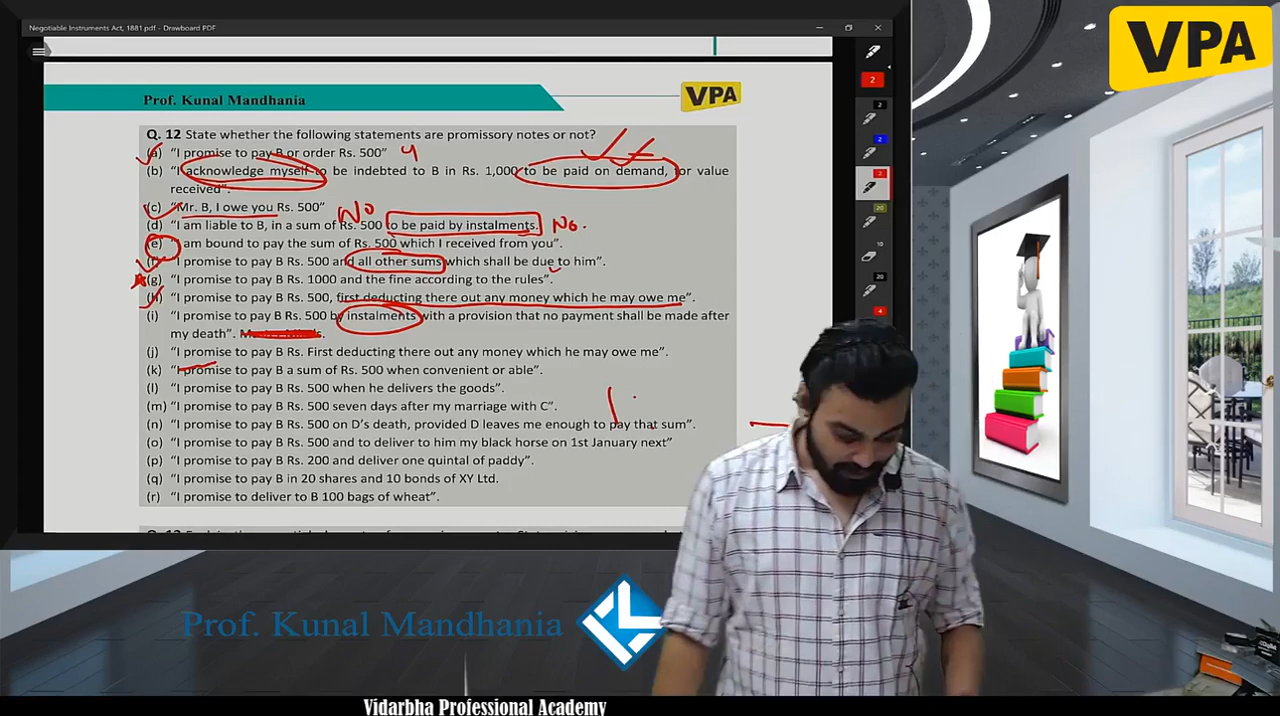 Negotiable Instruments Act, 1881.pdf - Drawboard PDF
VPA
Prof. Kunal Mandhania
VPA
Q. 12 State whether the following statements are promissory notes or not?
(a) "I promise to pay B or order Rs. 500"
(b) "I acknowledge myself to be indebted to B in Rs. 1,000 to be paid on demand, for value
received".
(c) "Mr. B, I owe you Rs. 500"
No
(d) "I am liable to B, in a sum of Rs. 500 to be paid by instalments. No.
(e) am bound to pay the sum of Rs. 500 which I received from you".
"I promise to pay B Rs. 500 and all other sums which shall be due to him".
(g) "I promise to pay B Rs. 1000 and the fine according to the rules"
(h) "I promise to pay B Rs. 500, first deducting there out any money which he may owe me".
(i) "I promise to pay B Rs. 500 by instalments with a provision that no payment shall be made after
my death".
(j) "I promise to pay B Rs. First deducting there out any money which he may owe me".
(k) "I promise to pay B a sum of Rs. 500 when convenient or able".
(l) "I promise to pay B Rs. 500 when he delivers the goods".
(m) "I promise to pay B Rs. 500 seven days after my marriage with C".
(n) "I promise to pay B Rs. 500on D's death, provided D leaves me enough to pay that sum".
(o) "I promise to pay B Rs. 500 and to deliver to him my black horse on 1st January next"
(p) "I promise to pay B Rs. 200 and deliver one quintal of paddy".
(q) "I promise to pay B in 20 shares and 10 bonds of XY Ltd.
(r) "I promise to deliver to B 100 bags of wheat".
Prof. Kunal Mandhania
Vidarbha Professional Academy